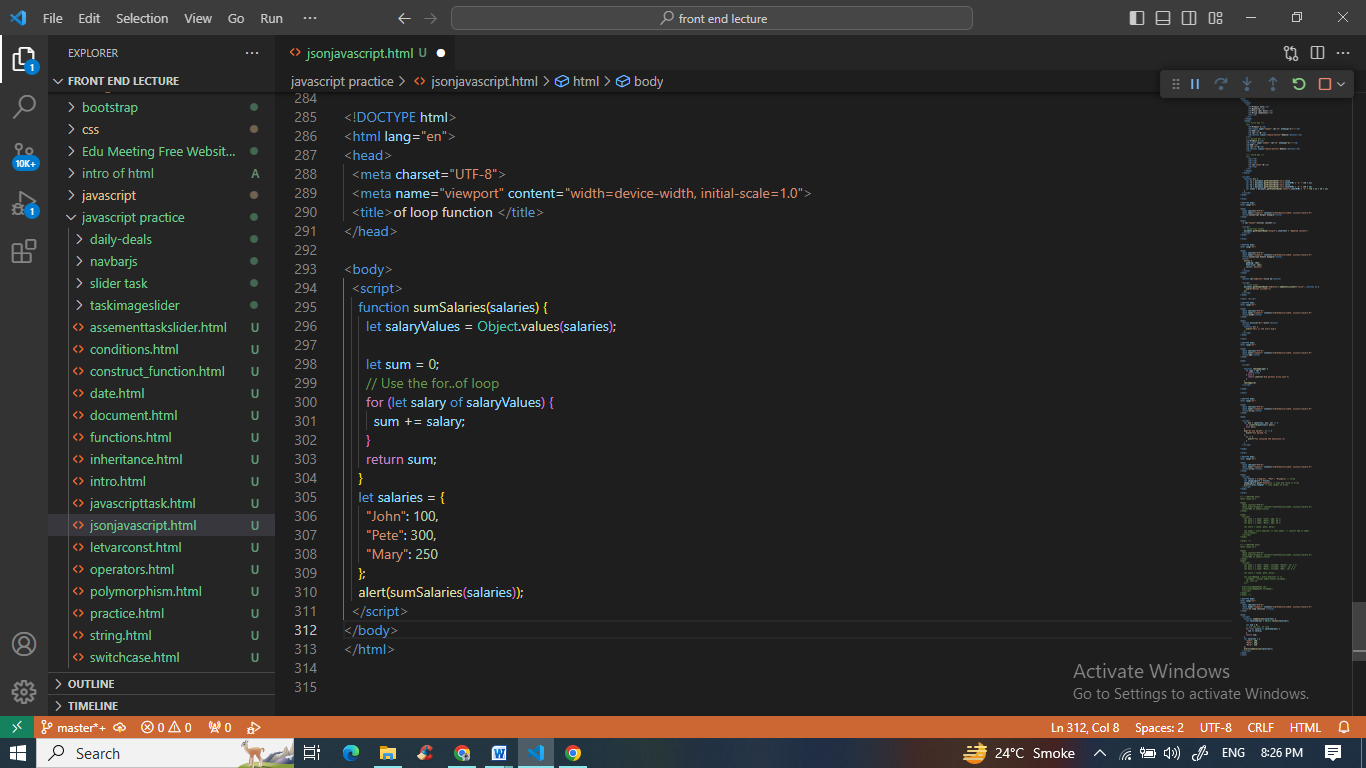 File Edit Selection View Go Run ··· front end lecture
EXPLORER ···
FRONT END LECTURE
bootstrap
css
Edu Meeting Free Websit...
intro of html A
javascript
javascript practice
daily-deals
navbarjs
slider task
taskimageslider
assementtaskslider.html U
conditions.html U
construct_function.html U
date.html U
document.html U
functions.html U
inheritance.html U
intro.html U
javascripttask.html U
jsonjavascript.html U
letvarconst.html U
operators.html U
polymorphism.html U
practice.html U
string.html U
switchcase.html U
OUTLINE
TIMELINE
1
10K+
1
jsonjavascript.html U
javascript practice > jsonjavascript.html > html > body
284
285 <!DOCTYPE html>
286 <html lang="en">
287 <head>
288 <meta charset="UTF-8">
289 <meta name="viewport" content="width=device-width, initial-scale=1.0">
290 <title>of loop function </title>
291 </head>
292
293 <body>
294 <script>
295 function sumSalaries(salaries) {
296 let salaryValues = Object.values(salaries);
297
298 let sum = 0;
299 // Use the for..of loop
300 for (let salary of salaryValues) {
301 sum += salary;
302 }
303 return sum;
304 }
305 let salaries = {
306 "John": 100,
307 "Pete": 300,
308 "Mary": 250
309 };
310 alert(sumSalaries(salaries));
311 </script>
312 </body>
313 </html>
314
315
Activate Windows
Go to Settings to activate Windows.
master*+ 0 0 0 Ln 312, Col 8 Spaces: 2 UTF-8 CRLF HTML
Search 24°C Smoke ENG 8:26 PM